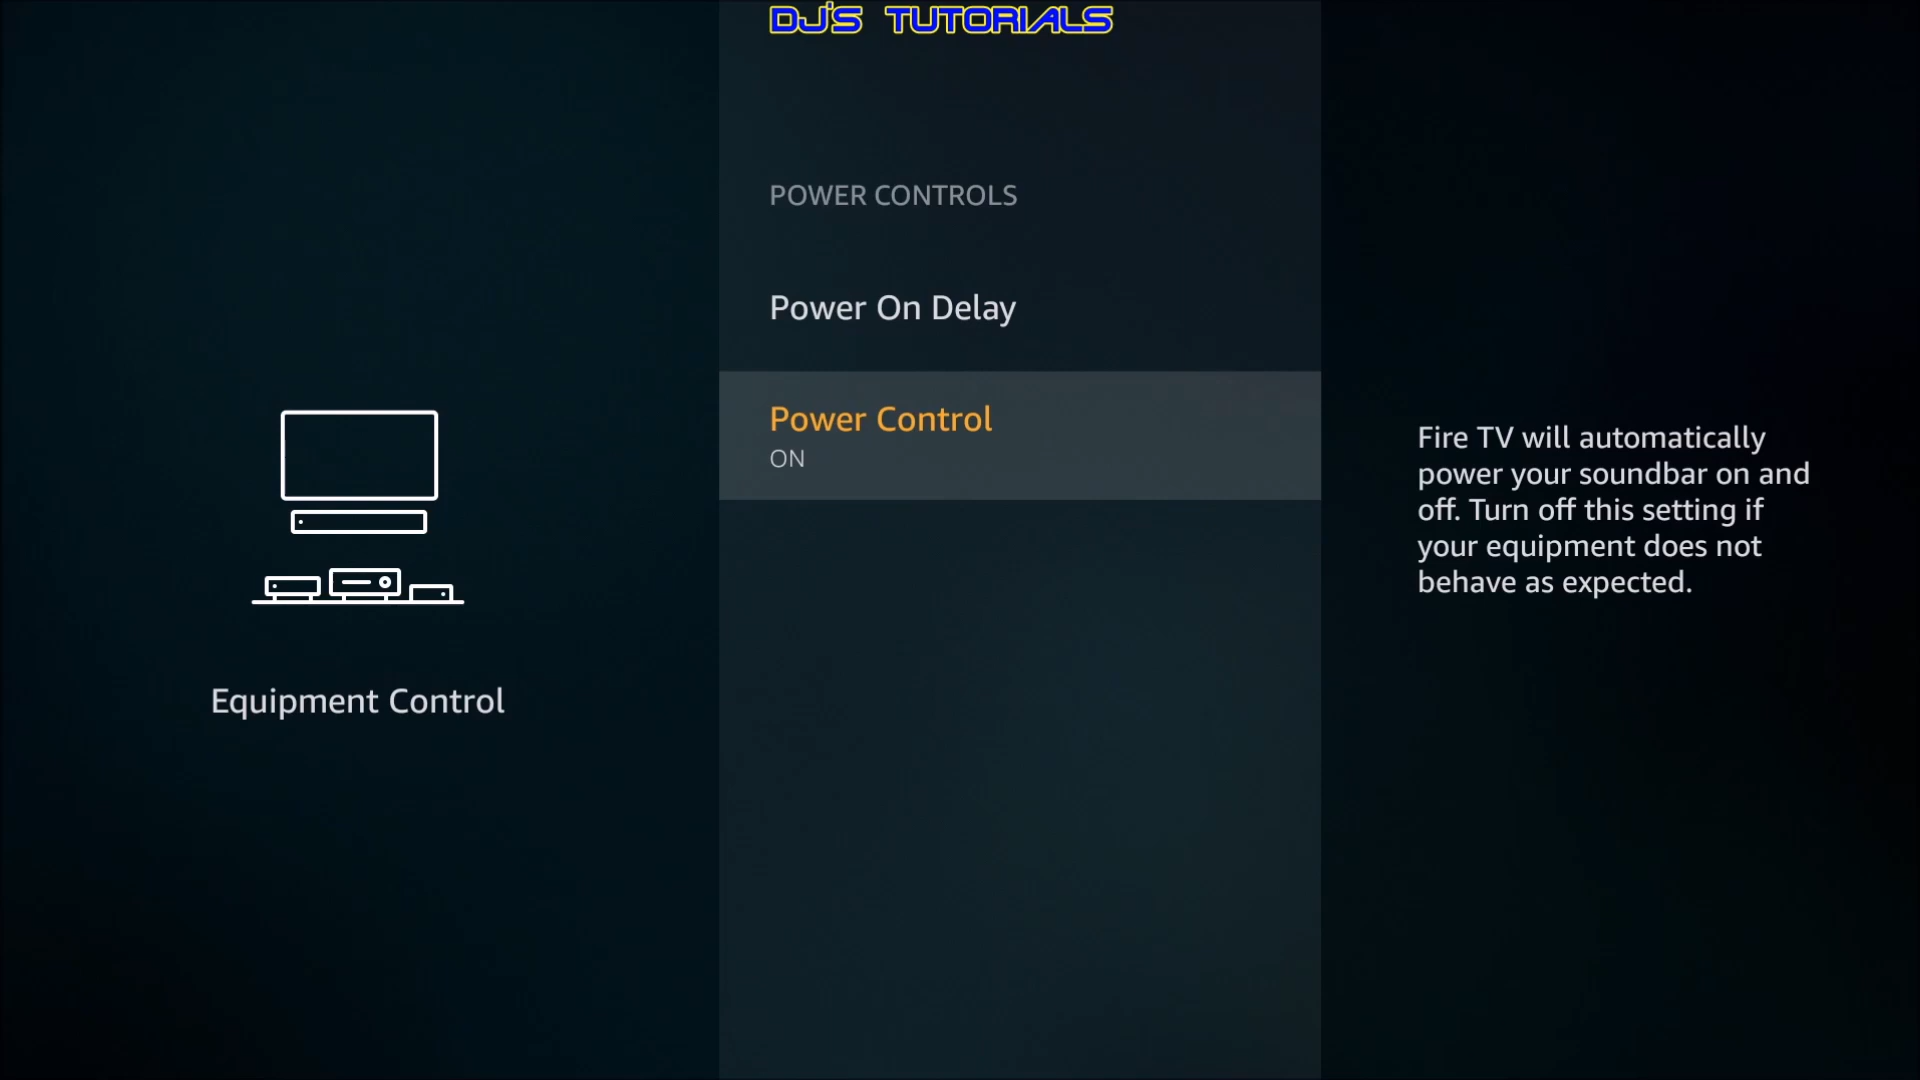 DJ'S TUTORIALS
POWER CONTROLS
Power On Delay
Power Control
ON
Equipment Control
Fire TV will automatically
power your soundbar on and
off. Turn off this setting if
your equipment does not
behave as expected.